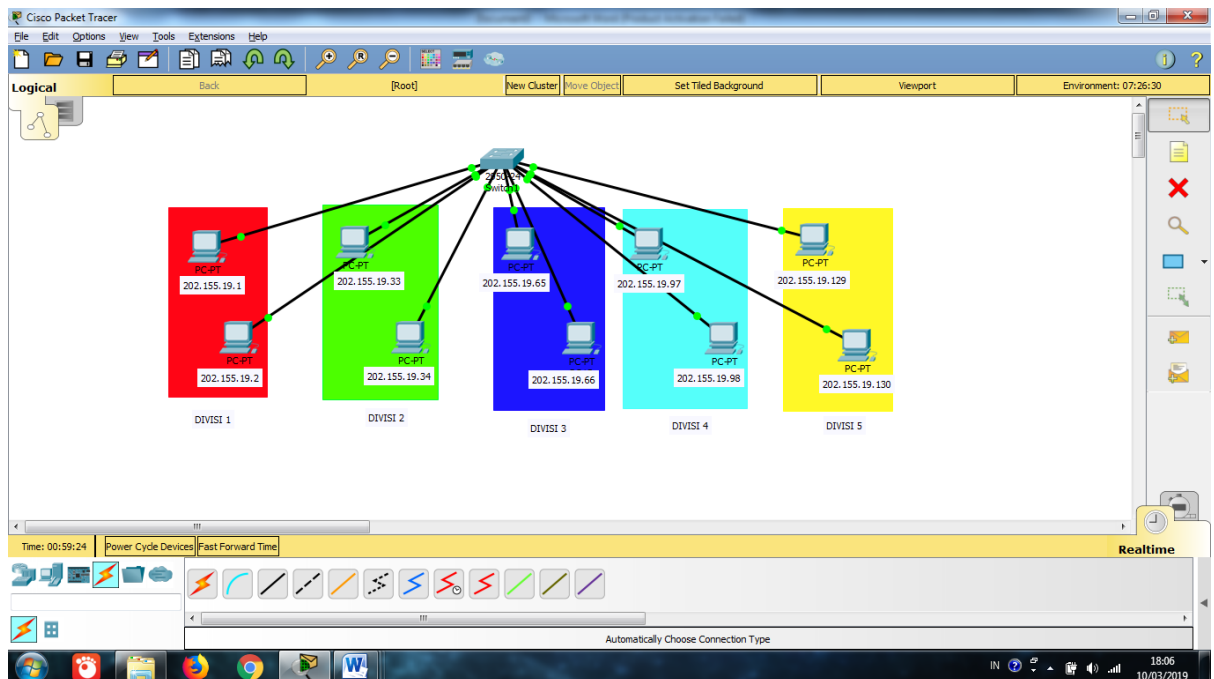 Cisco Packet Tracer
File Edit Options View Tools Extensions Help
Logical Back [Root] New Cluster Move Object Set Tiled Background Viewport Environment: 07:26:30
2950-24
Switch1
PC-PT
202.155.19.1
PC-PT
202.155.19.33
PC-PT
202.155.19.65
PC-PT
202.155.19.97
PC-PT
202.155.19.129
PC-PT
202.155.19.2
PC-PT
202.155.19.34
PC-PT
202.155.19.66
PC-PT
202.155.19.98
PC-PT
202.155.19.130
DIVISI 1
DIVISI 2
DIVISI 3
DIVISI 4
DIVISI 5
Time: 00:59:24 Power Cycle Devices Fast Forward Time
Realtime
Automatically Choose Connection Type
IN 18:06
10/03/2019